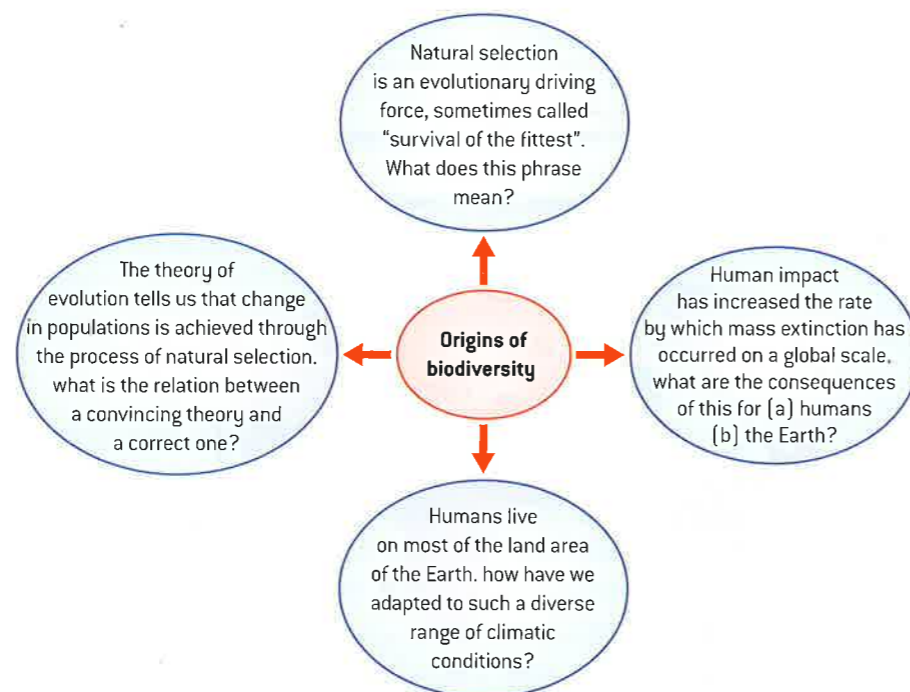 Natural selection
is an evolutionary driving
force, sometimes called
“survival of the fittest”.
What does this phrase
mean?
The theory of
evolution tells us that change
in populations is achieved through
the process of natural selection.
what is the relation between
a convincing theory and
a correct one?
Origins of
biodiversity
Human impact
has increased the rate
by which mass extinction has
occurred on a global scale.
what are the consequences
of this for (a) humans
(b) the Earth?
Humans live
on most of the land area
of the Earth. how have we
adapted to such a diverse
range of climatic
conditions?